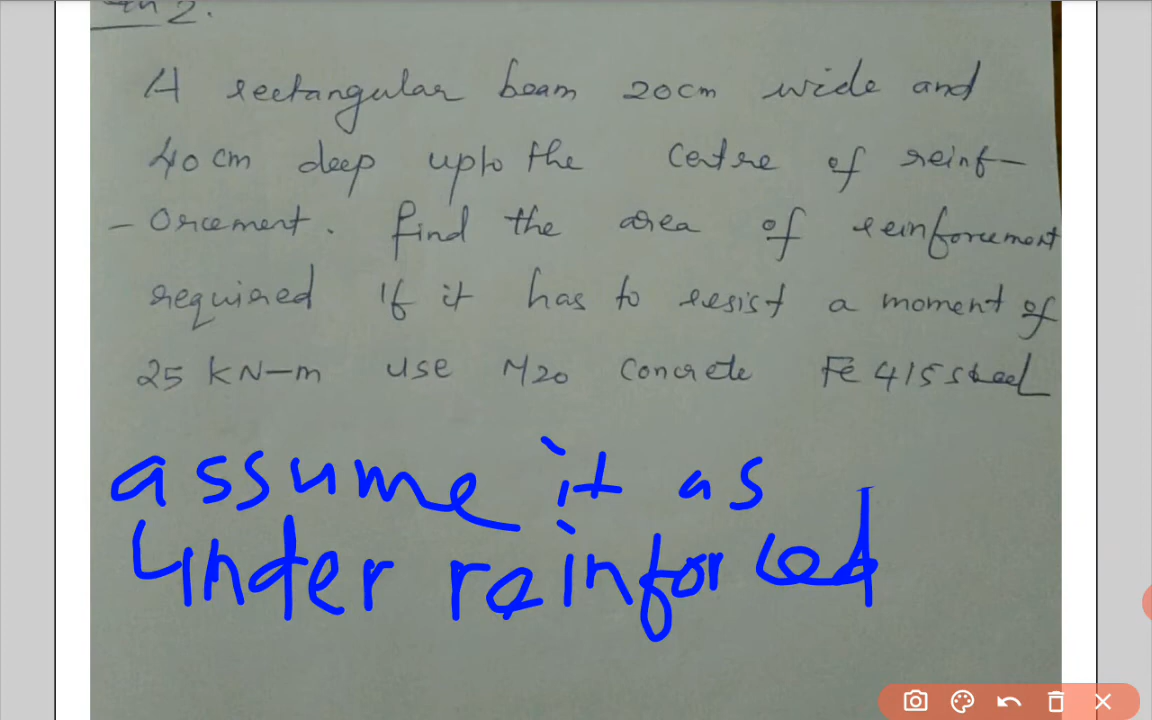 A rectangular beam 20cm wide and
40 cm deep upto the centre of reinf-
- orcement. find the area of reinforcement
required if it has to resist a moment of
25 kN-m use M20 concrete Fe 415 steel
assume it as
under reinforced